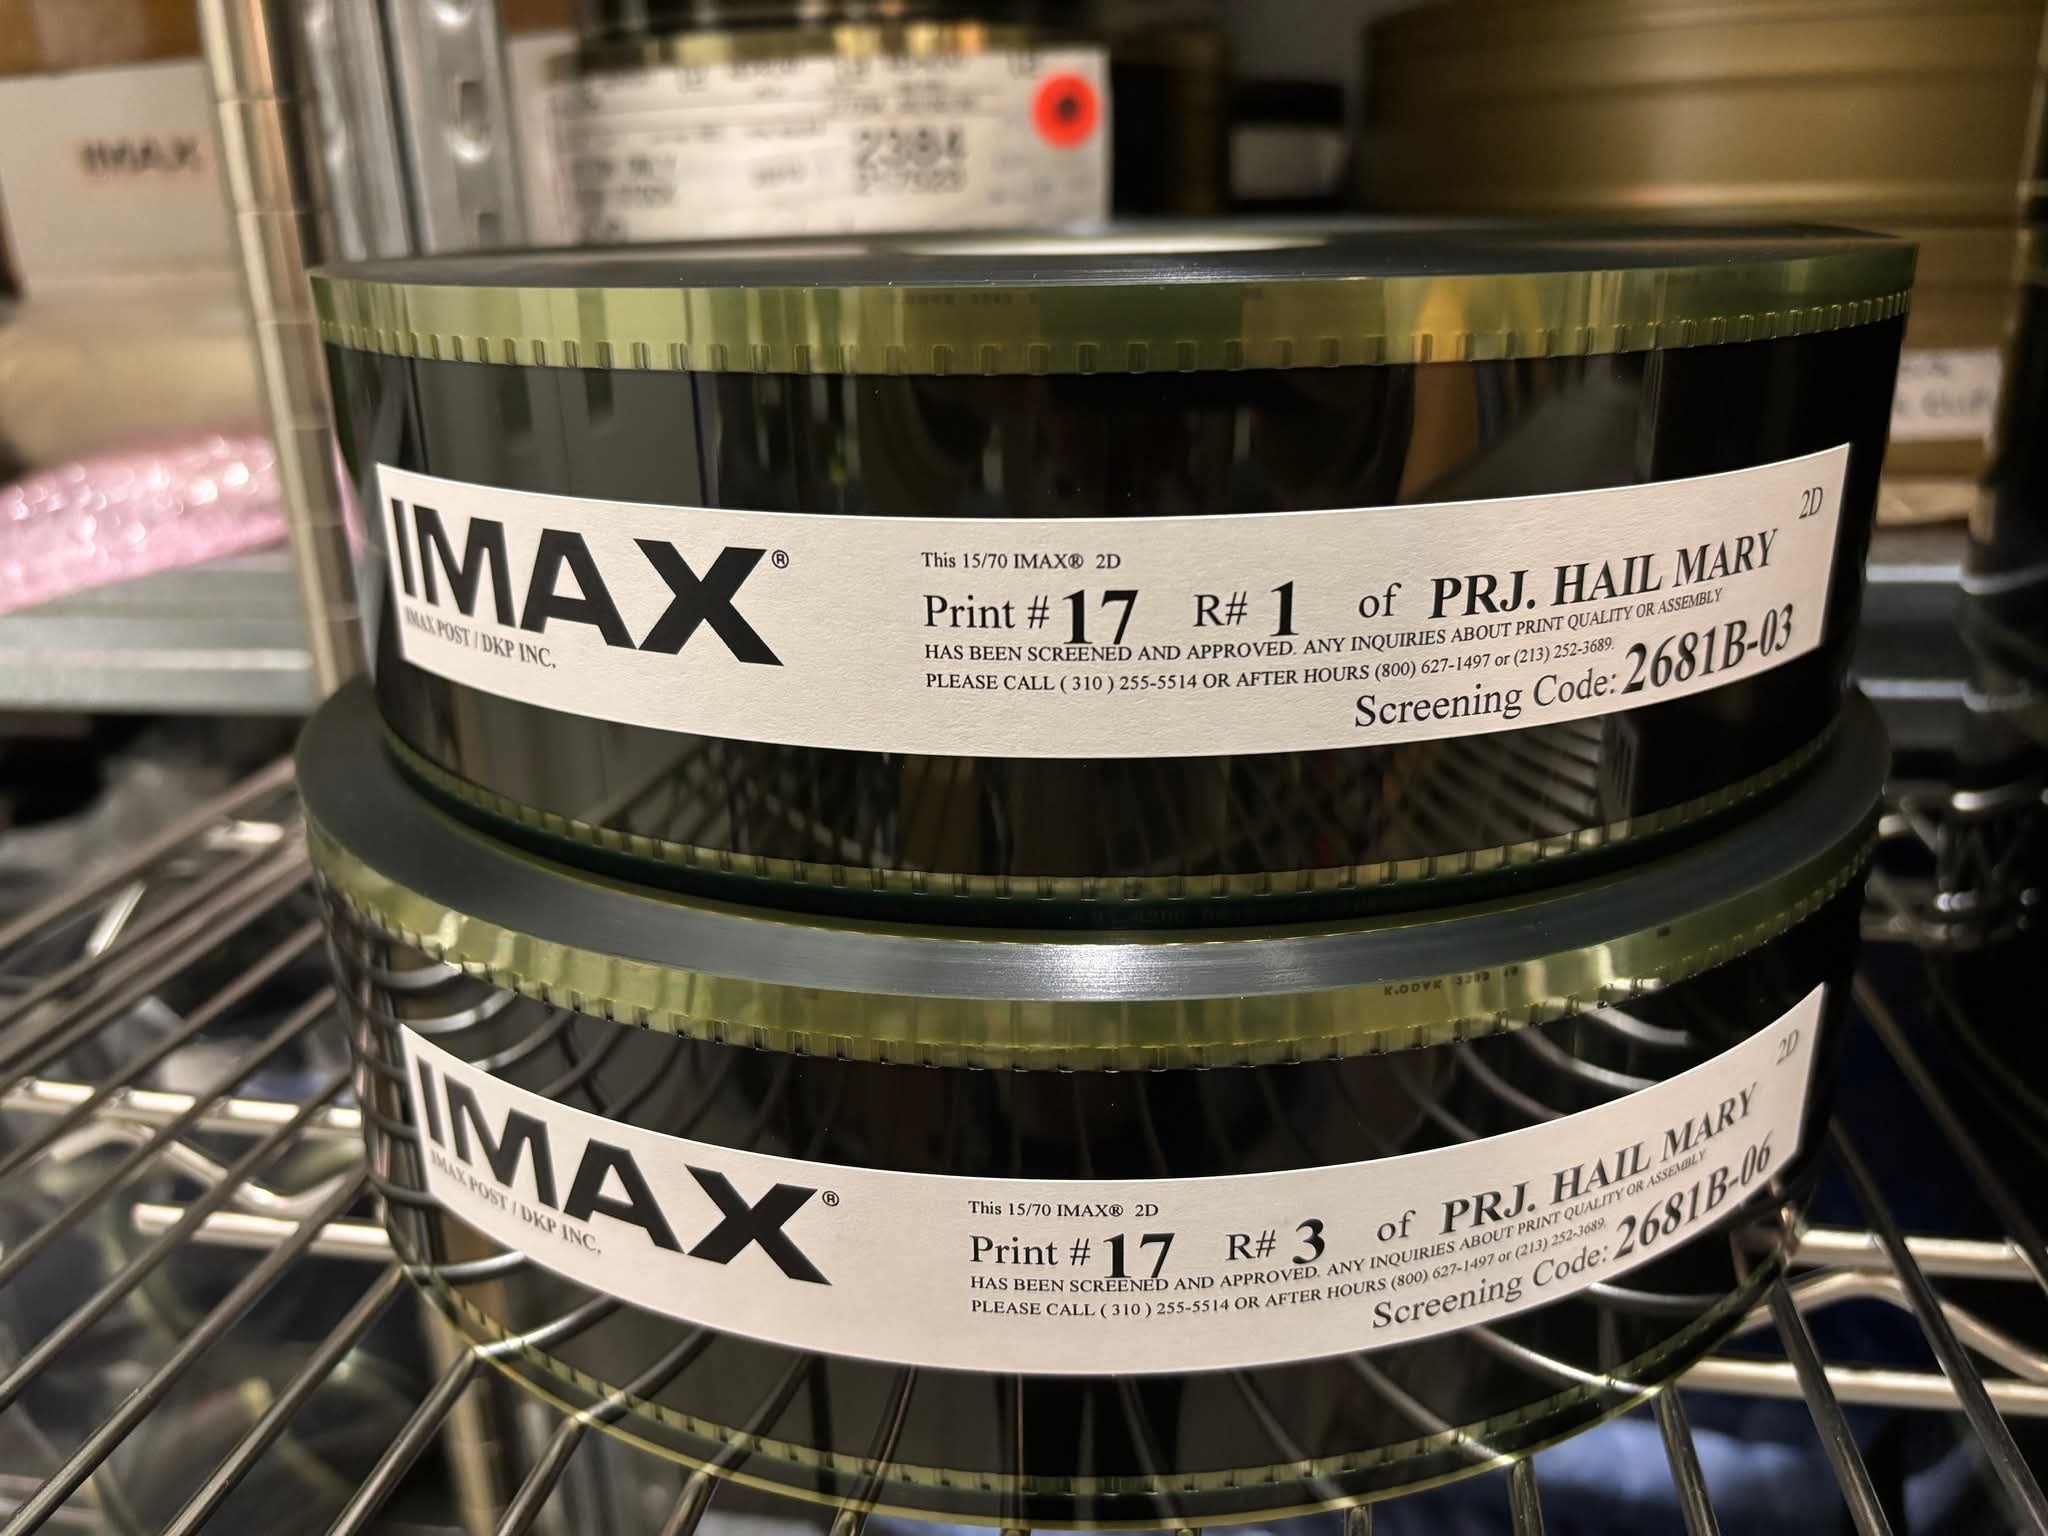 IMAX
2384
IMAX®
IMAX POST / DKP INC.
2D
This 15/70 IMAX® 2D
Print # 17 R# 1 of PRJ. HAIL MARY
HAS BEEN SCREENED AND APPROVED. ANY INQUIRIES ABOUT PRINT QUALITY OR ASSEMBLY
PLEASE CALL ( 310 ) 255-5514 OR AFTER HOURS (800) 627-1497 or (213) 252-3689.
Screening Code: 2681B-03
KODAK
IMAX®
IMAX POST / DKP INC.
2D
This 15/70 IMAX® 2D
Print # 17 R# 3 of PRJ. HAIL MARY
HAS BEEN SCREENED AND APPROVED. ANY INQUIRIES ABOUT PRINT QUALITY OR ASSEMBLY
PLEASE CALL ( 310 ) 255-5514 OR AFTER HOURS (800) 627-1497 or (213) 252-3689.
Screening Code: 2681B-06